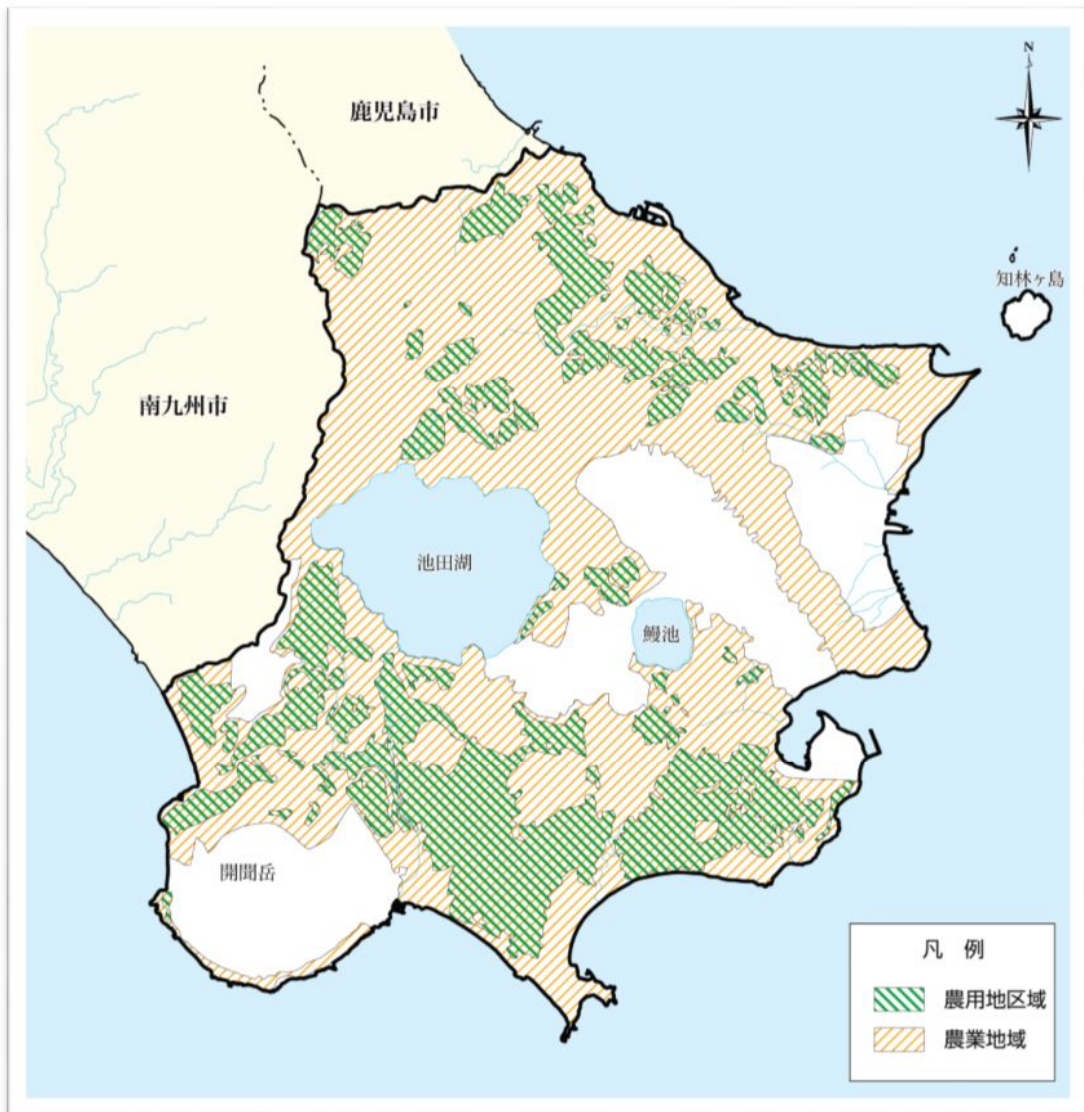 N
鹿児島市
知林ヶ島
南九州市
池田湖
鰻池
開聞岳
凡 例
農用地区域
農業地域